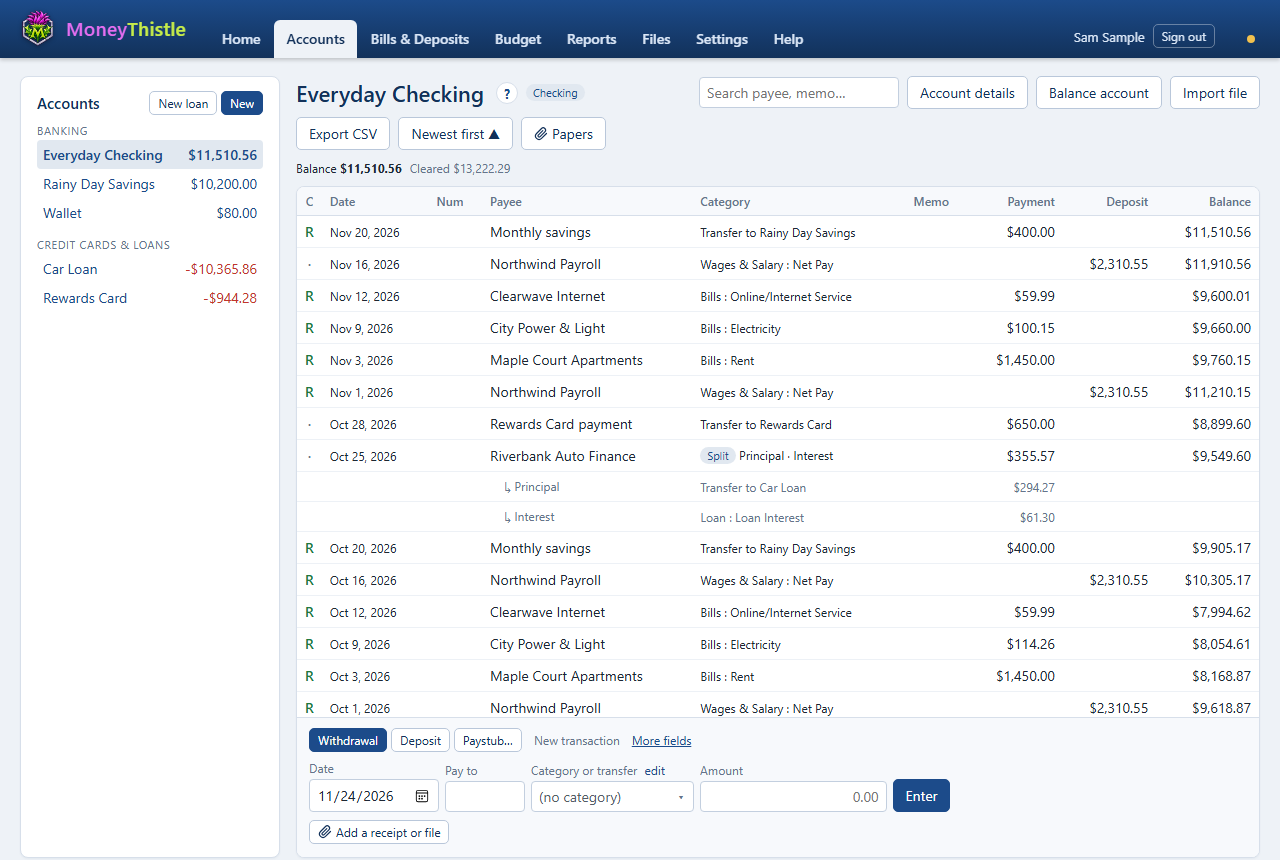 MoneyThistle
Home Accounts Bills & Deposits Budget Reports Files Settings Help
Sam Sample Sign out
Accounts New loan New
BANKING
Everyday Checking $11,510.56
Rainy Day Savings $10,200.00
Wallet $80.00
CREDIT CARDS & LOANS
Car Loan -$10,365.86
Rewards Card -$944.28
Everyday Checking ? Checking
Search payee, memo... Account details Balance account Import file
Export CSV Newest first ▲ Papers
Balance $11,510.56 Cleared $13,222.29
C Date Num Payee Category Memo Payment Deposit Balance
R Nov 20, 2026 Monthly savings Transfer to Rainy Day Savings $400.00 $11,510.56
· Nov 16, 2026 Northwind Payroll Wages & Salary : Net Pay $2,310.55 $11,910.56
R Nov 12, 2026 Clearwave Internet Bills : Online/Internet Service $59.99 $9,600.01
R Nov 9, 2026 City Power & Light Bills : Electricity $100.15 $9,660.00
R Nov 3, 2026 Maple Court Apartments Bills : Rent $1,450.00 $9,760.15
R Nov 1, 2026 Northwind Payroll Wages & Salary : Net Pay $2,310.55 $11,210.15
· Oct 28, 2026 Rewards Card payment Transfer to Rewards Card $650.00 $8,899.60
· Oct 25, 2026 Riverbank Auto Finance Split Principal · Interest $355.57 $9,549.60
↳ Principal Transfer to Car Loan $294.27
↳ Interest Loan : Loan Interest $61.30
R Oct 20, 2026 Monthly savings Transfer to Rainy Day Savings $400.00 $9,905.17
R Oct 16, 2026 Northwind Payroll Wages & Salary : Net Pay $2,310.55 $10,305.17
R Oct 12, 2026 Clearwave Internet Bills : Online/Internet Service $59.99 $7,994.62
R Oct 9, 2026 City Power & Light Bills : Electricity $114.26 $8,054.61
R Oct 3, 2026 Maple Court Apartments Bills : Rent $1,450.00 $8,168.87
R Oct 1, 2026 Northwind Payroll Wages & Salary : Net Pay $2,310.55 $9,618.87
Withdrawal Deposit Paystub... New transaction More fields
Date Pay to Category or transfer edit Amount
11/24/2026 (no category) 0.00 Enter
Add a receipt or file